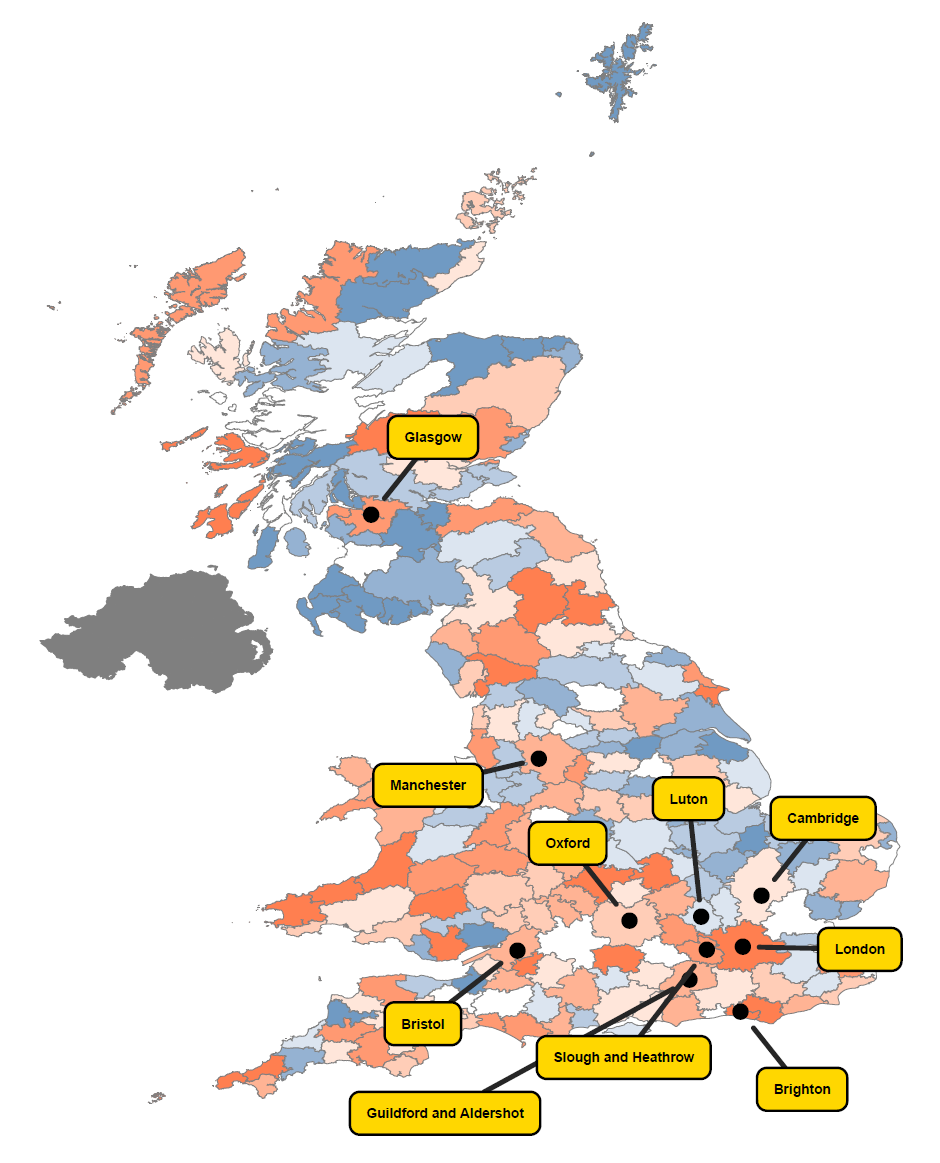 Glasgow
Manchester
Luton
Cambridge
Oxford
London
Bristol
Slough and Heathrow
Brighton
Guildford and Aldershot